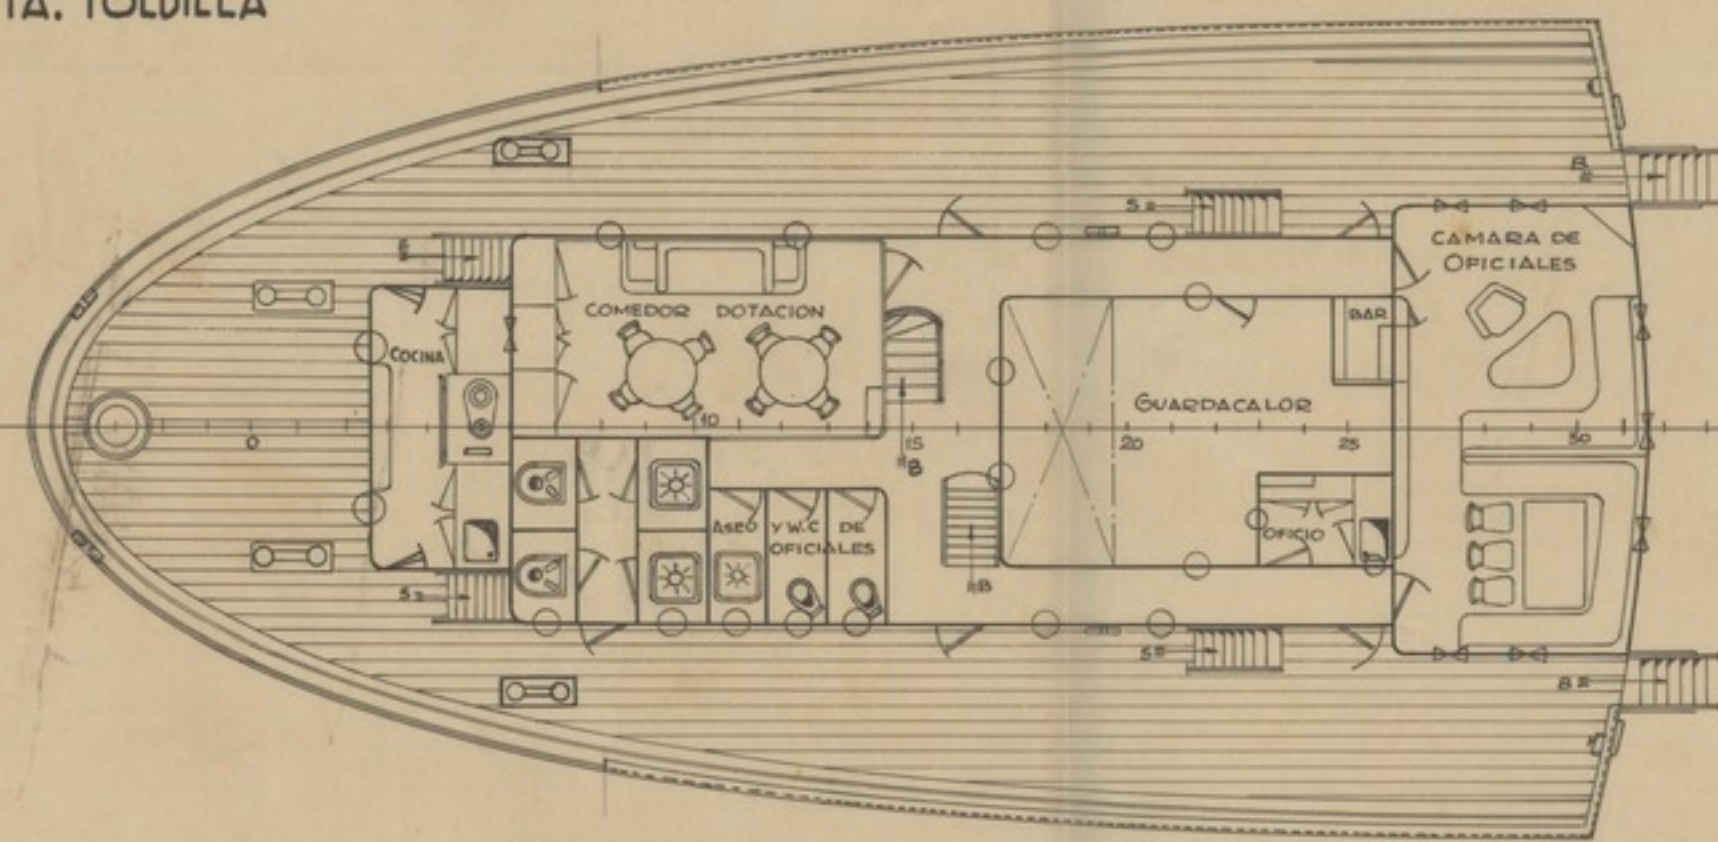 TA. TOLDILLA
B
S
CAMARA DE
OFICIALES
S
COMEDOR DOTACION
BAR
COCINA
GUARDACALOR
0
10
15
20
25
30
B
ASEO Y W.C DE
OFICIALES
OFICIO
B
S
S
B